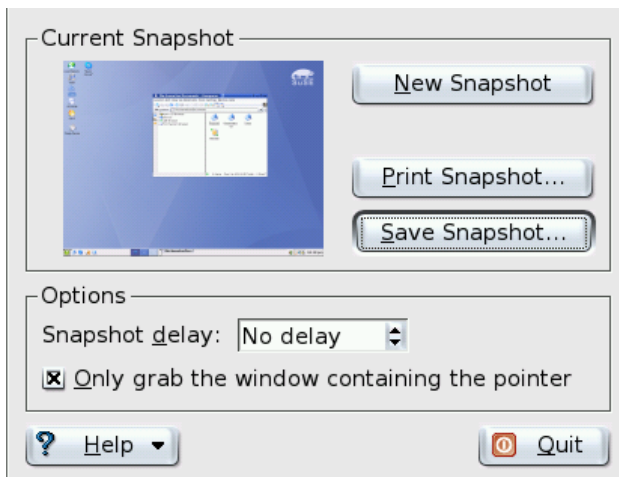 Current Snapshot
SUSE
New Snapshot
Print Snapshot...
Save Snapshot...
Options
Snapshot delay: No delay
Only grab the window containing the pointer
? Help
Quit